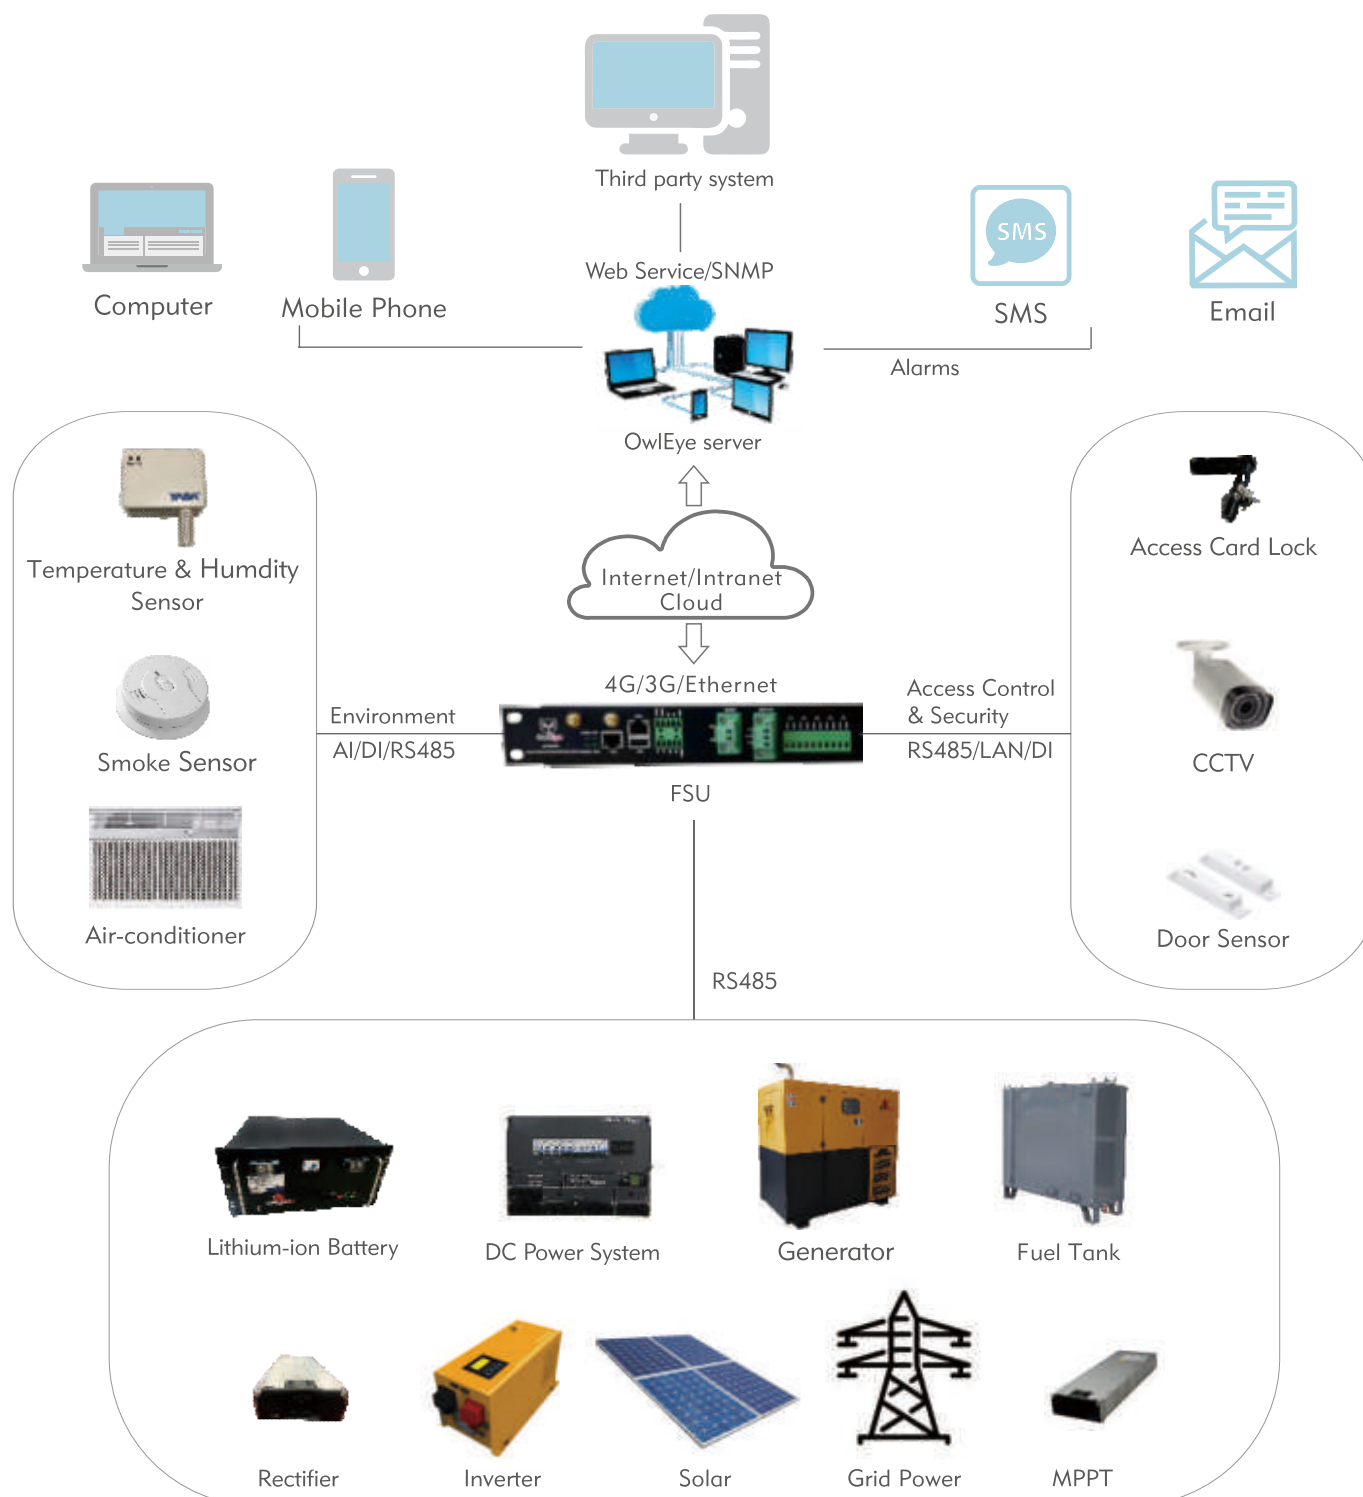 Third party system
SMS
Computer
Mobile Phone
Web Service/SNMP
SMS
Email
Alarms
OwlEye server
Temperature & Humdity
Sensor
Access Card Lock
Internet/Intranet
Cloud
4G/3G/Ethernet
Environment
AI/DI/RS485
Access Control
& Security
RS485/LAN/DI
Smoke Sensor
CCTV
FSU
Air-conditioner
Door Sensor
RS485
Lithium-ion Battery
DC Power System
Generator
Fuel Tank
Rectifier
Inverter
Solar
Grid Power
MPPT